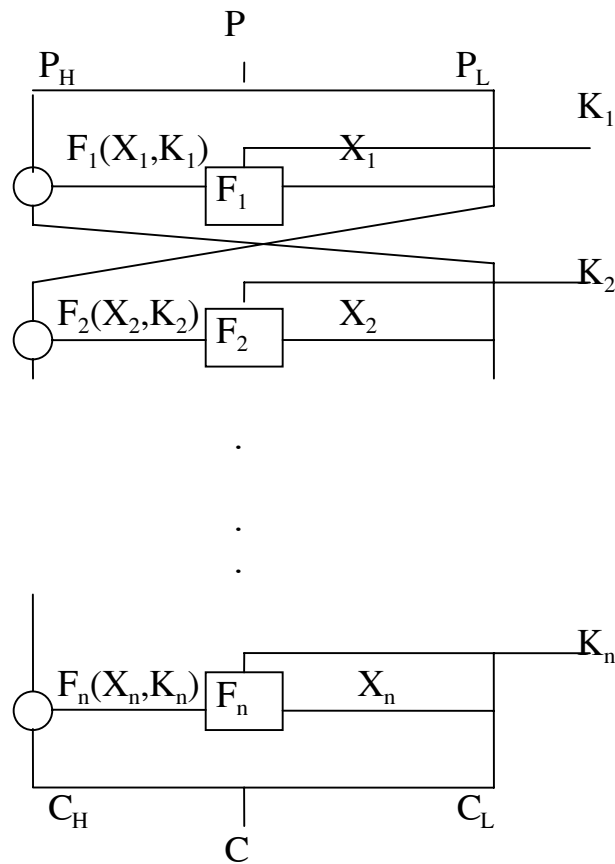 P
P_H P_L
K_1
F_1(X_1,K_1) F_1 X_1
K_2
F_2(X_2,K_2) F_2 X_2
.
.
.
K_n
F_n(X_n,K_n) F_n X_n
C_H C_L
C